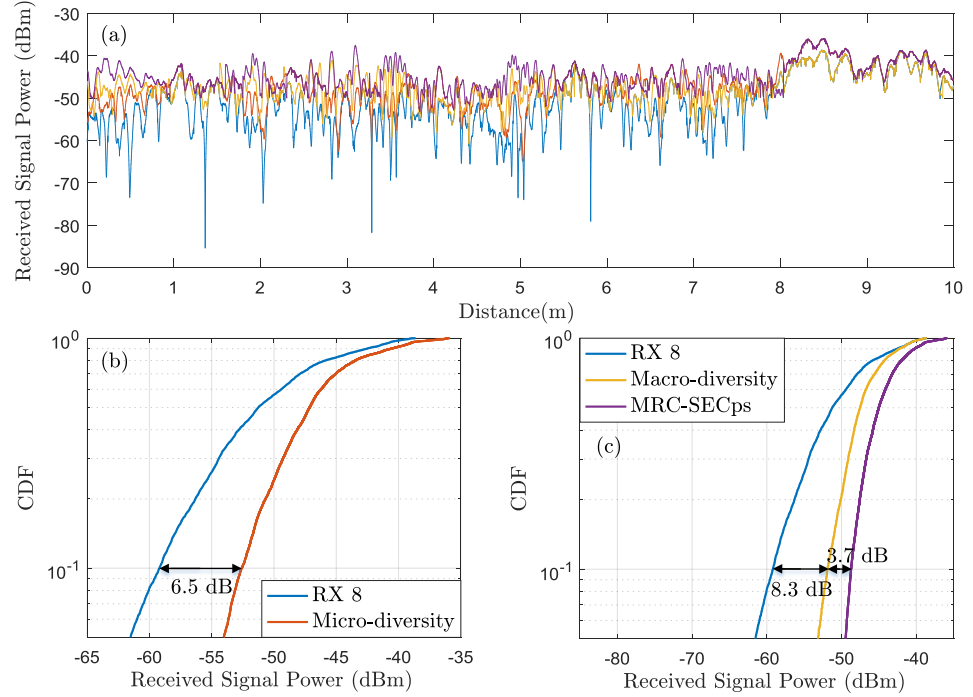 Received Signal Power (dBm)
-30
-40
-50
-60
-70
-80
-90
(a)
0 1 2 3 4 5 6 7 8 9 10
Distance(m)
CDF
10^0
10^-1
(b)
6.5 dB
RX 8
Micro-diversity
-65 -60 -55 -50 -45 -40 -35
Received Signal Power (dBm)
CDF
10^0
10^-1
RX 8
Macro-diversity
MRC-SECps
(c)
3.7 dB
8.3 dB
-80 -70 -60 -50 -40
Received Signal Power (dBm)